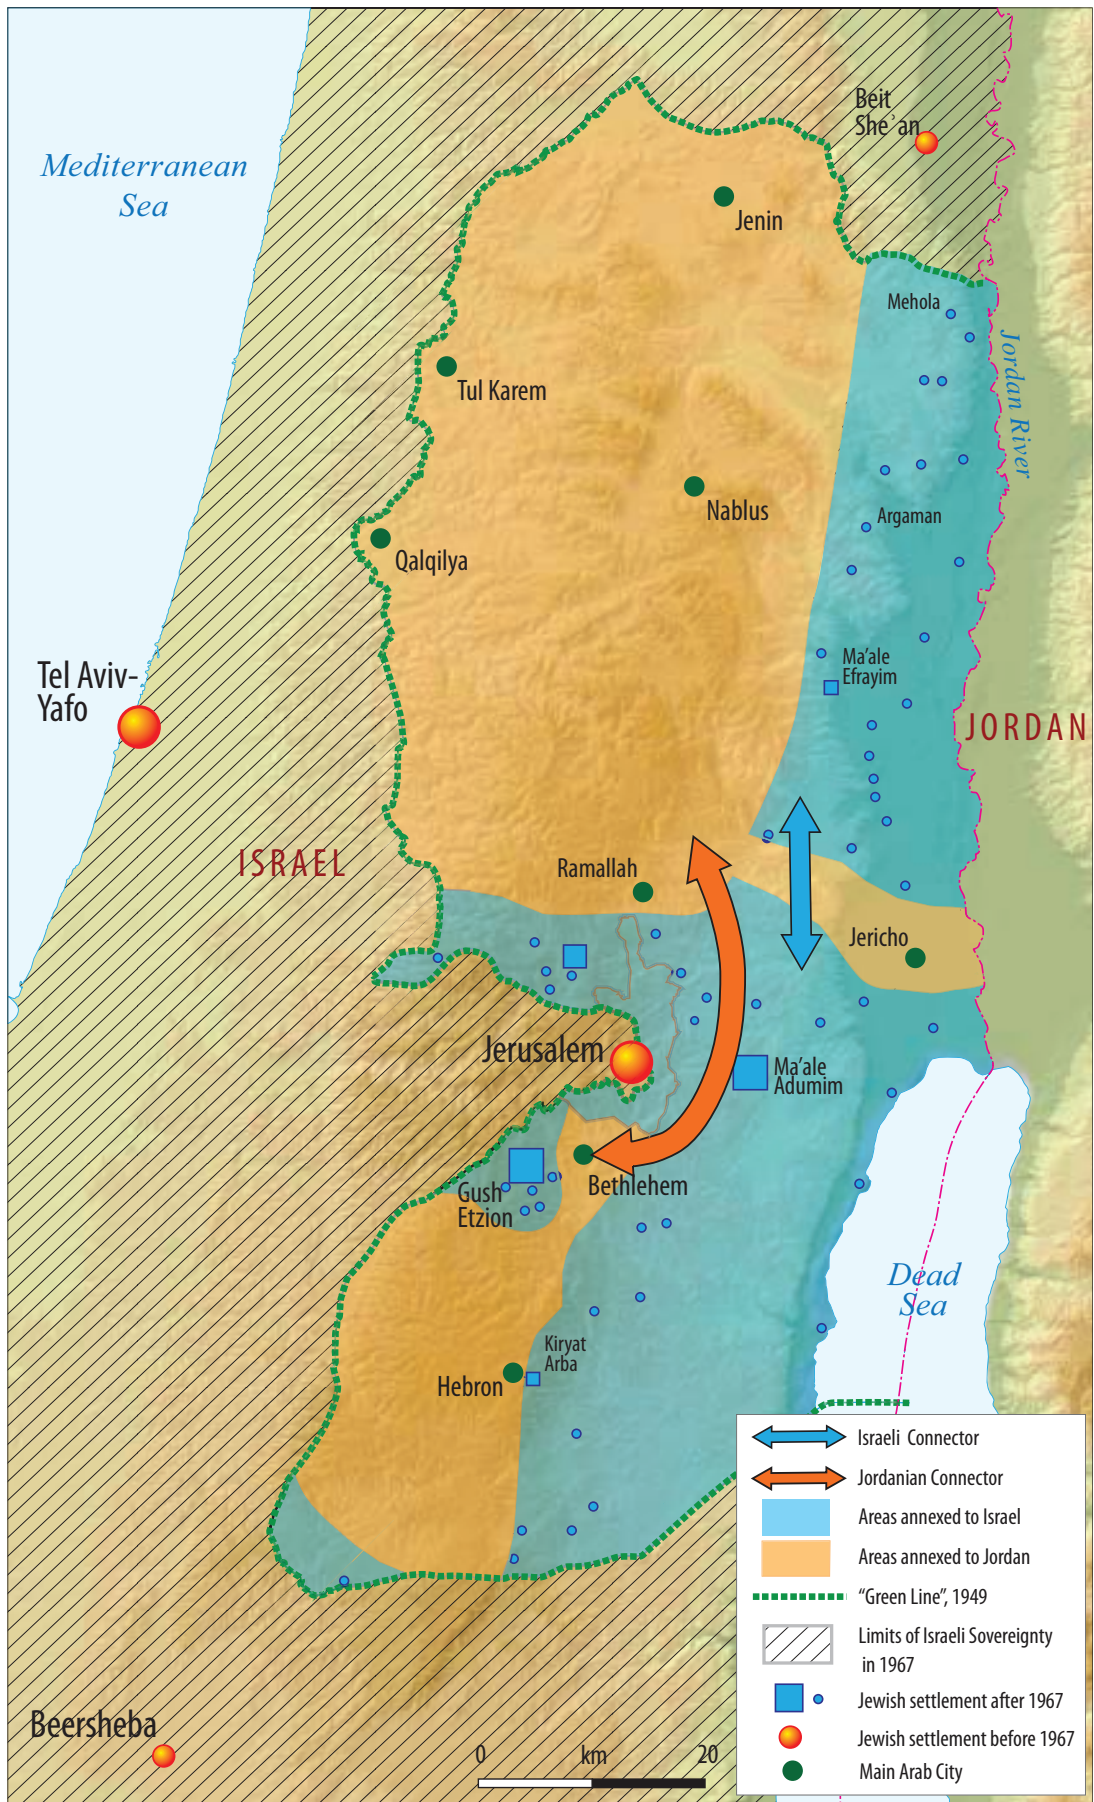 Beit
Sheʾan
Mediterranean
Sea
Jenin
Mehola
Jordan River
Tul Karem
Nablus
Argaman
Qalqilya
Ma'ale
Efrayim
Tel Aviv-
Yafo
JORDAN
ISRAEL
Ramallah
Jericho
Jerusalem
Ma'ale
Adumim
Bethlehem
Gush
Etzion
Dead
Sea
Kiryat
Arba
Hebron
Beersheba
0 km 20
Israeli Connector
Jordanian Connector
Areas annexed to Israel
Areas annexed to Jordan
“Green Line”, 1949
Limits of Israeli Sovereignty
in 1967
Jewish settlement after 1967
Jewish settlement before 1967
Main Arab City